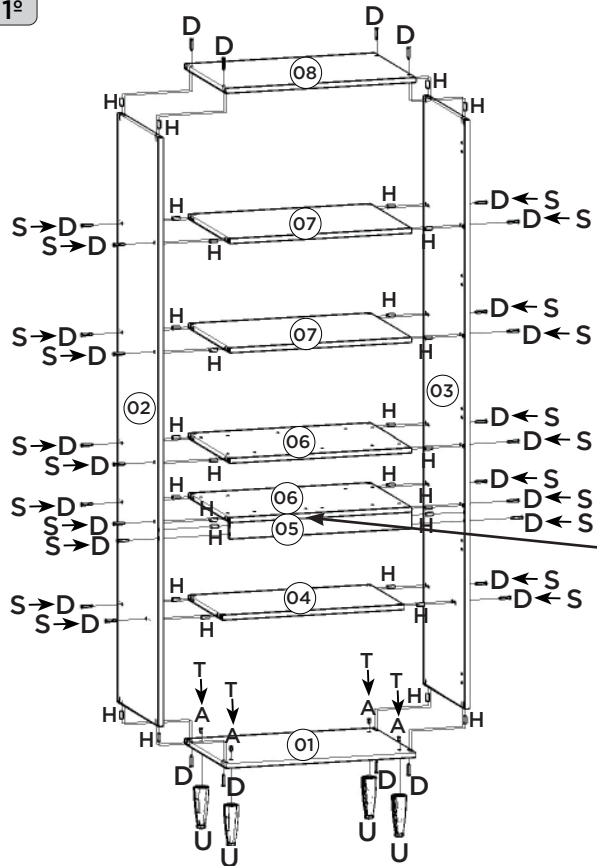 1º
D D
D D
08
H H
H H
H H
S→D 07 D←S
S→D H H D←S
H H
S→D 07 D←S
S→D H H D←S
02 03
H H
S→D 06 D←S
S→D H H D←S
H H
S→D 06 D←S
S→D H H D←S
S→D H 05 H D←S
H H
S→D 04 D←S
S→D H H D←S
T T T T
H A A A A H
H 01 H
D D D D
U U U U